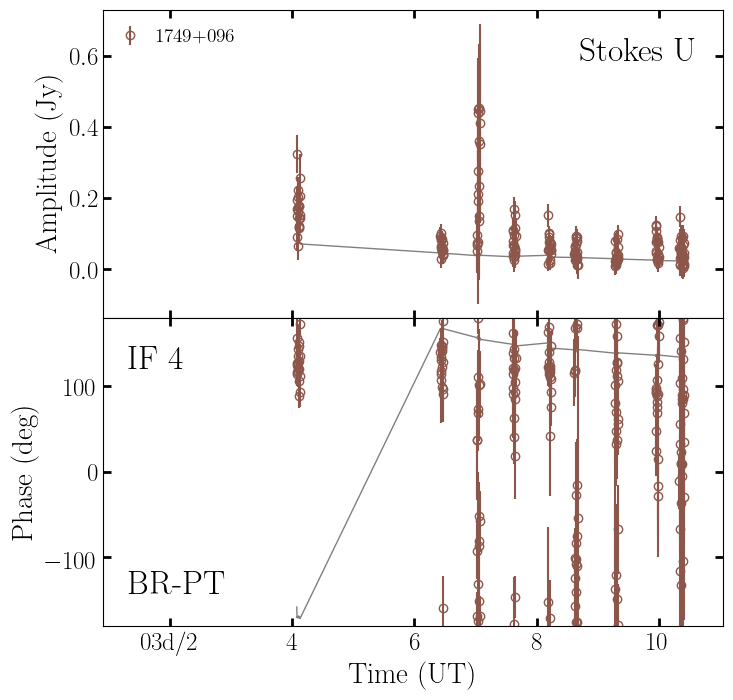 1749+096
Stokes U
Amplitude (Jy)
0.6
0.4
0.2
0.0
IF 4
BR-PT
Phase (deg)
100
0
−100
03d/2
4
6
8
10
Time (UT)